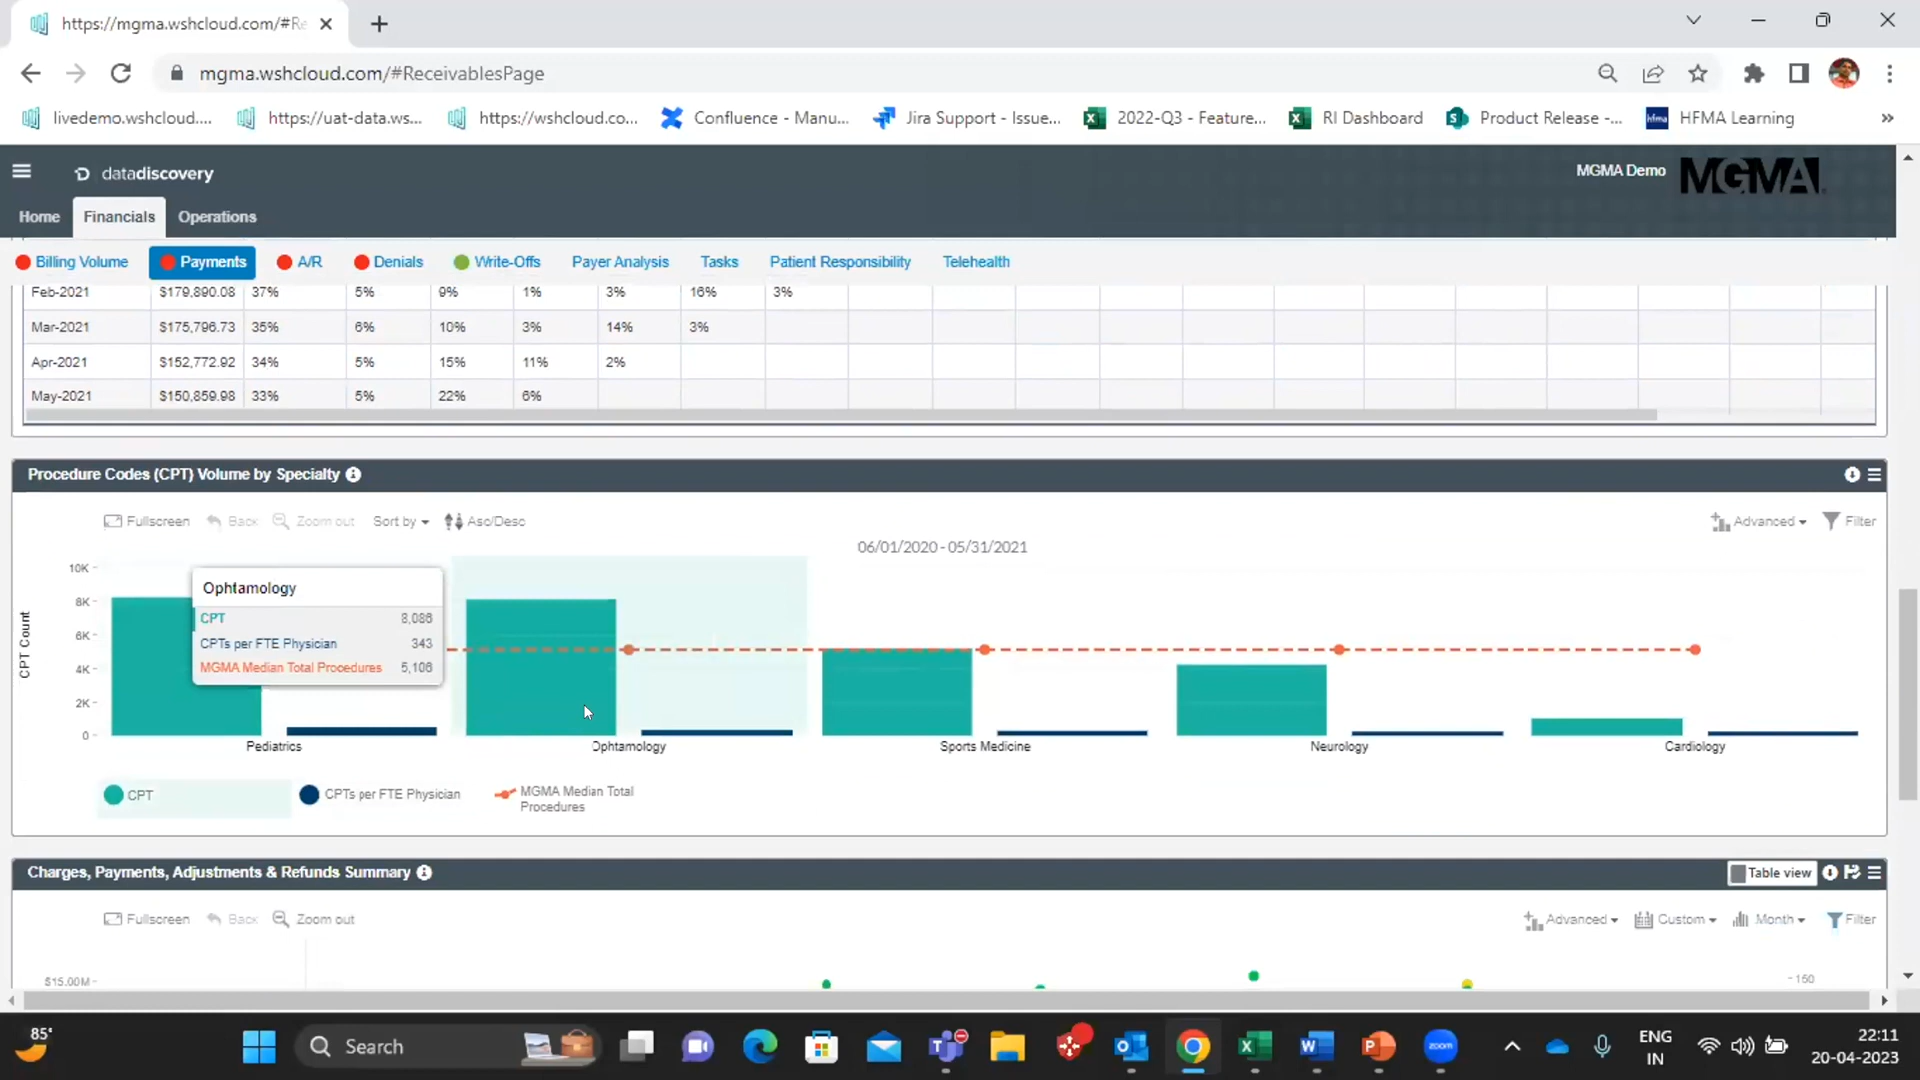 https://mgma.wshcloud.com/#Re
mgma.wshcloud.com/#ReceivablesPage
livedemo.wshcloud.... https://uat-data.ws... https://wshcloud.co... Confluence - Manu... Jira Support - Issue... 2022-Q3 - Feature... RI Dashboard Product Release -... hfma HFMA Learning
datadiscovery MGMA Demo MGMA
Home Financials Operations
Billing Volume Payments A/R Denials Write-Offs Payer Analysis Tasks Patient Responsibility Telehealth
Feb-2021 $179,890.08 37% 5% 9% 1% 3% 16% 3%
Mar-2021 $175,796.73 35% 6% 10% 3% 14% 3%
Apr-2021 $152,772.92 34% 5% 15% 11% 2%
May-2021 $150,859.98 33% 5% 22% 6%
Procedure Codes (CPT) Volume by Specialty
Fullscreen Back Zoom out Sort by Asc/Desc Advanced Filter
06/01/2020 - 05/31/2021
10K
8K
6K
4K
2K
0
CPT Count
Ophtamology
CPT 8,086
CPTs per FTE Physician 343
MGMA Median Total Procedures 5,106
Pediatrics Ophtamology Sports Medicine Neurology Cardiology
CPT CPTs per FTE Physician MGMA Median Total
Procedures
Charges, Payments, Adjustments & Refunds Summary Table view
Fullscreen Back Zoom out Advanced Custom Month Filter
$15.00M 150
85°
Search
zoom
ENG
IN
22:11
20-04-2023